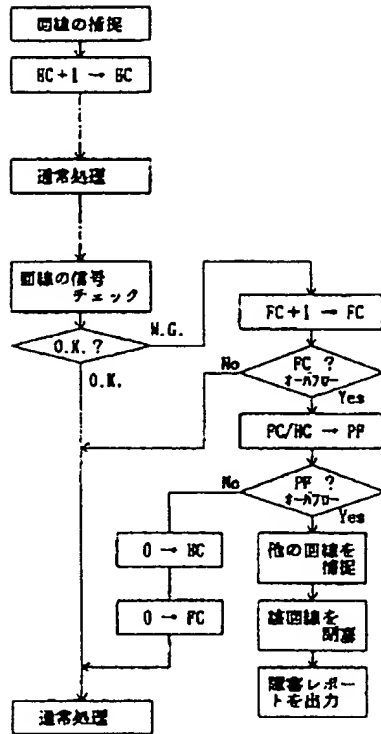 回線の捕捉
HC+1 → HC
通常処理
回線の信号
チェック
O.K. ?
N.G.
O.K.
FC+1 → FC
FC ?
オーバフロー
No
Yes
FC/HC → PF
PF ?
オーバフロー
No
Yes
0 → HC
0 → FC
他の回線を
捕捉
該回線を
閉塞
障害レポー
トを出力
通常処理